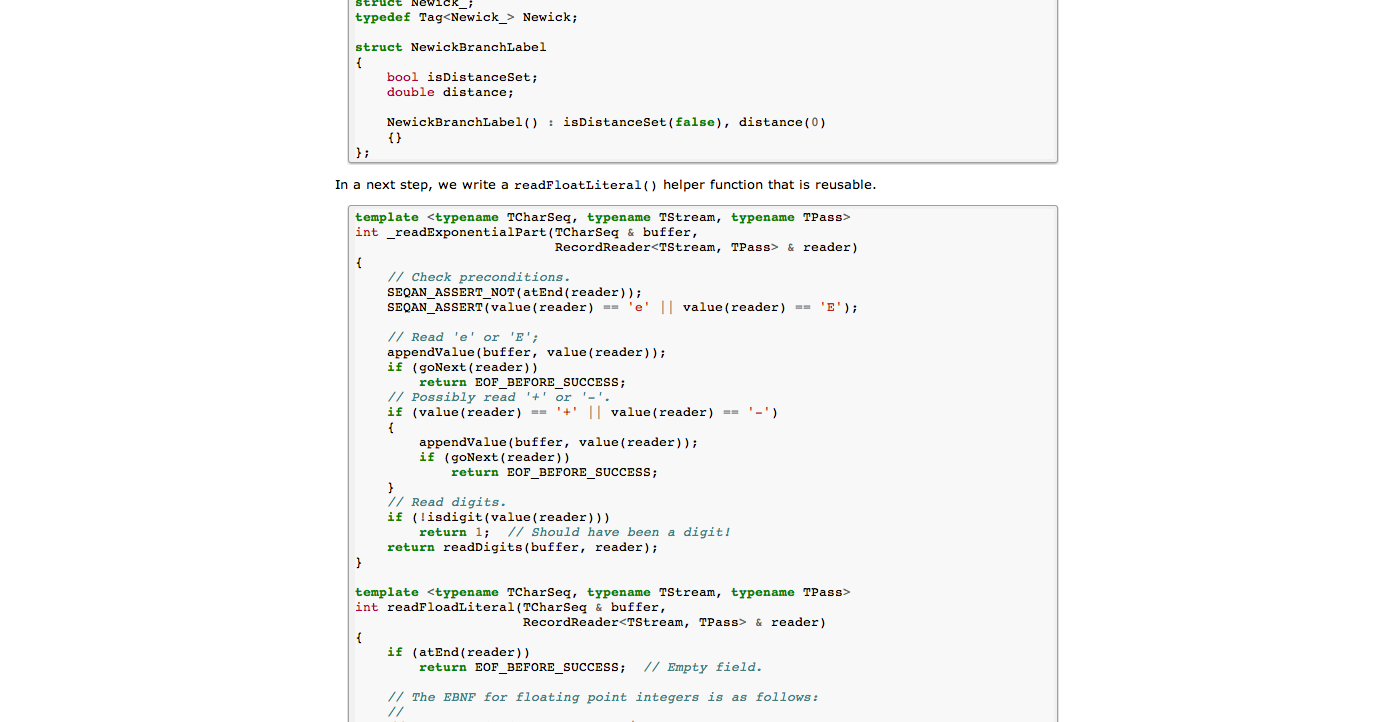 struct Newick_;
typedef Tag<Newick_> Newick;

struct NewickBranchLabel
{
    bool isDistanceSet;
    double distance;

    NewickBranchLabel() : isDistanceSet(false), distance(0)
    {}
};
In a next step, we write a readFloatLiteral() helper function that is reusable.
template <typename TCharSeq, typename TStream, typename TPass>
int _readExponentialPart(TCharSeq & buffer,
                         RecordReader<TStream, TPass> & reader)
{
    // Check preconditions.
    SEQAN_ASSERT_NOT(atEnd(reader));
    SEQAN_ASSERT(value(reader) == 'e' || value(reader) == 'E');

    // Read 'e' or 'E';
    appendValue(buffer, value(reader));
    if (goNext(reader))
        return EOF_BEFORE_SUCCESS;
    // Possibly read '+' or '-'.
    if (value(reader) == '+' || value(reader) == '-')
    {
        appendValue(buffer, value(reader));
        if (goNext(reader))
            return EOF_BEFORE_SUCCESS;
    }
    // Read digits.
    if (!isdigit(value(reader)))
        return 1;  // Should have been a digit!
    return readDigits(buffer, reader);
}

template <typename TCharSeq, typename TStream, typename TPass>
int readFloadLiteral(TCharSeq & buffer,
                     RecordReader<TStream, TPass> & reader)
{
    if (atEnd(reader))
        return EOF_BEFORE_SUCCESS;  // Empty field.

    // The EBNF for floating point integers is as follows:
    //